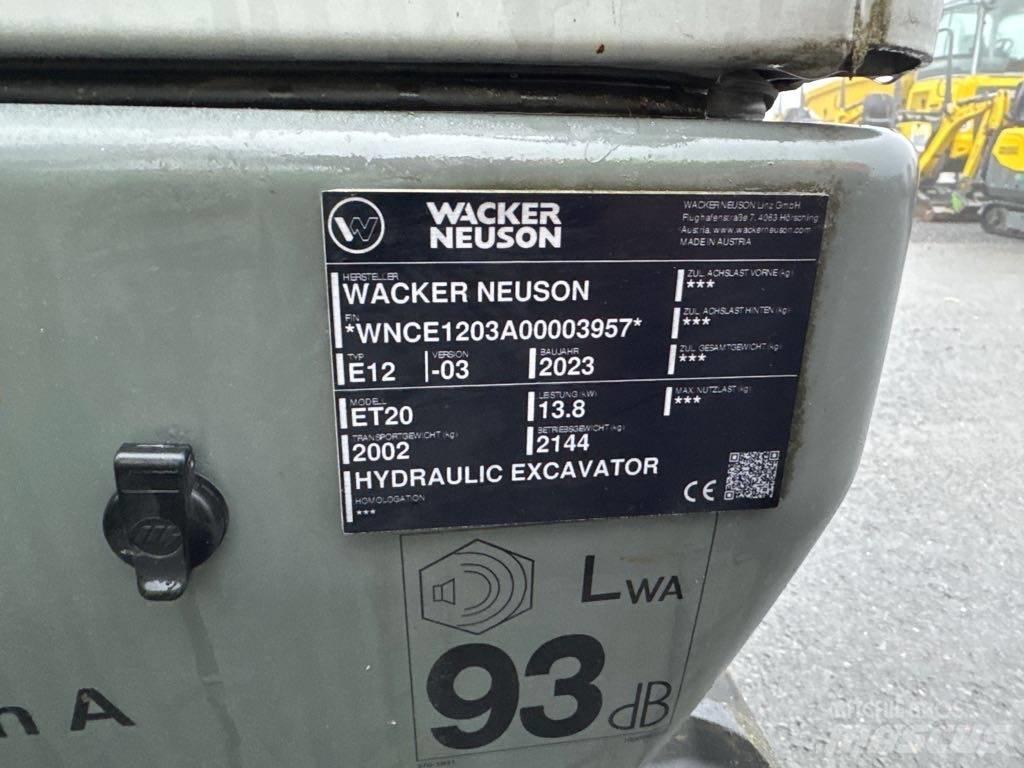 W
WACKER
NEUSON
WACKER NEUSON Linz GmbH
Flughafenstraße 7, 4063 Hörsching
Austria, www.wackerneuson.com
MADE IN AUSTRIA
HERSTELLER
WACKER NEUSON
FIN
*WNCE1203A00003957*
TYP VERSION BAUJAHR
E12 -03 2023
ZUL. ACHSLAST VORNE (kg)
***
ZUL. ACHSLAST HINTEN (kg)
***
ZUL. GESAMTGEWICHT (kg)
***
MODELL LEISTUNG (kW) MAX. NUTZLAST (kg)
ET20 13.8 ***
TRANSPORTGEWICHT (kg) BETRIEBSGEWICHT (kg)
2002 2144
HYDRAULIC EXCAVATOR
HOMOLOGATION
***
CE
LWA
93 dB
n A
MITCHELL BROS
mascus